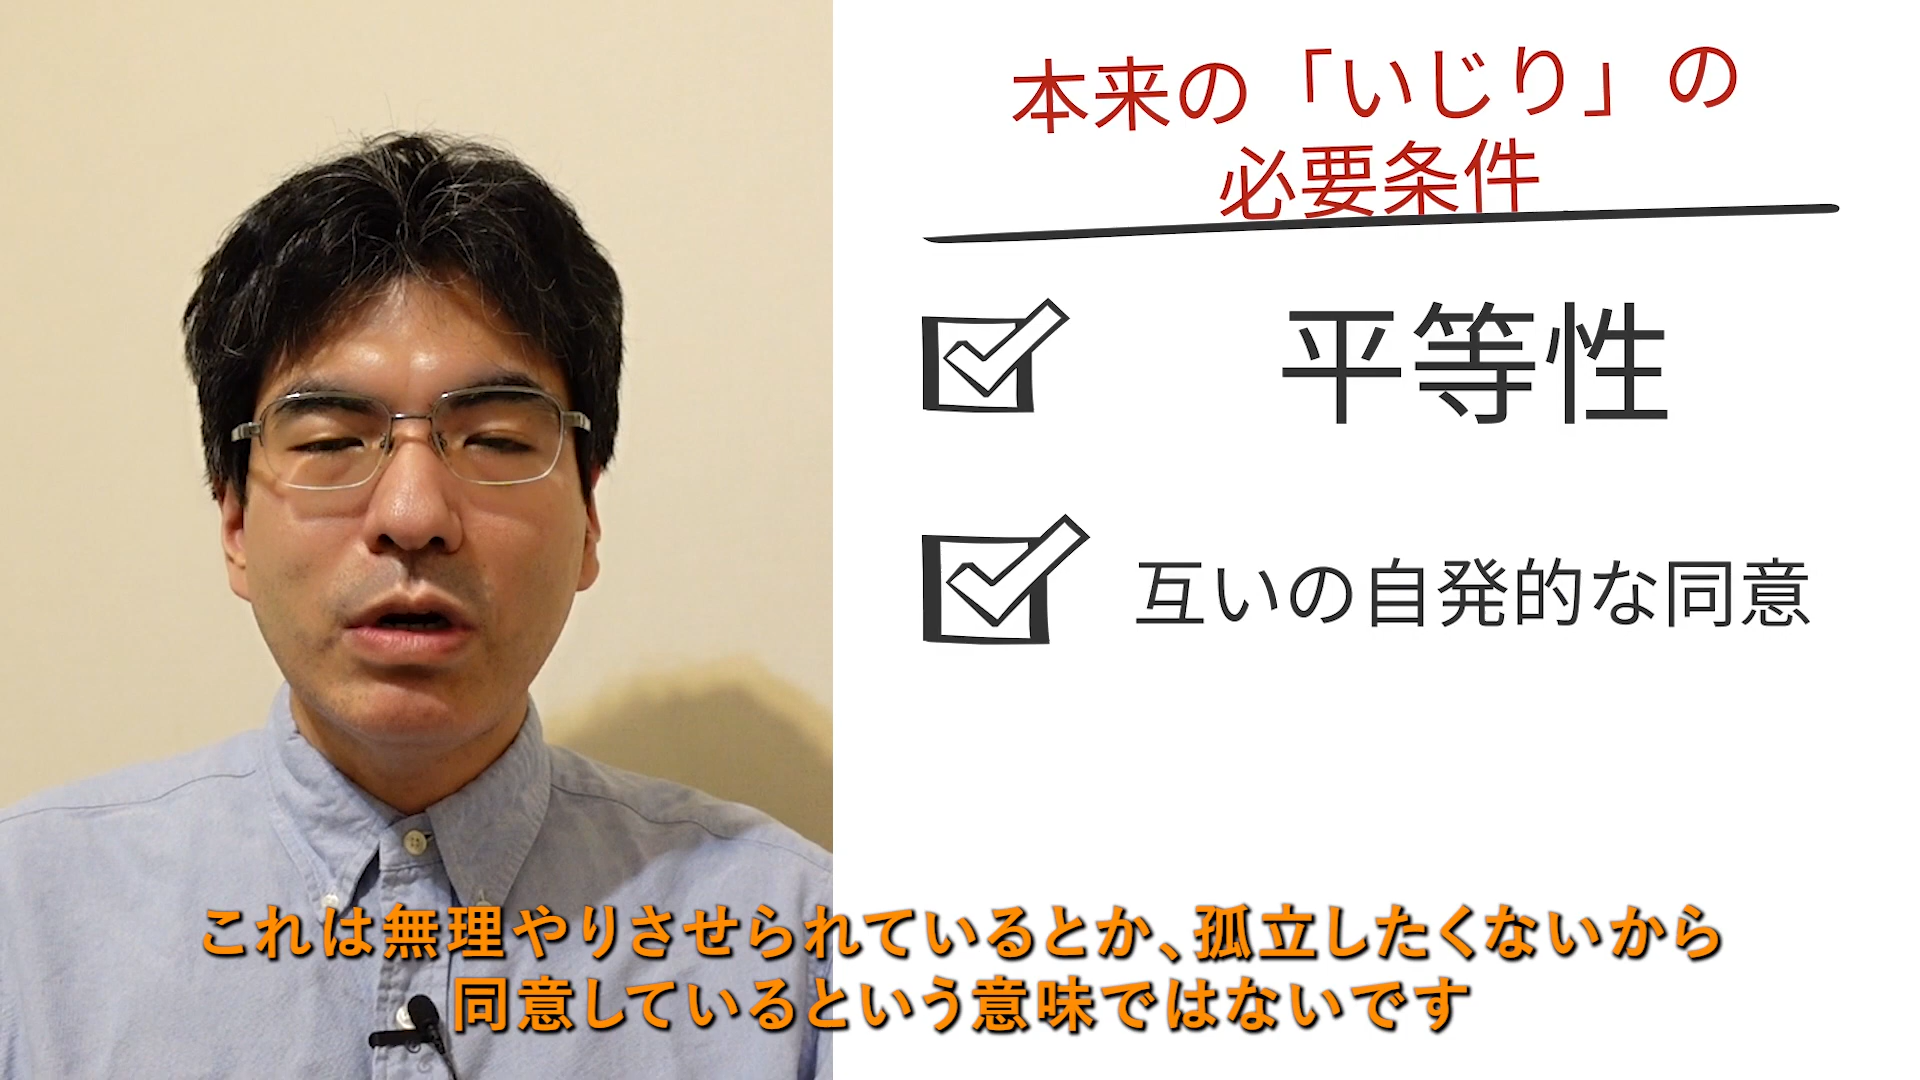 本来の「いじり」の
必要条件
平等性
互いの自発的な同意
これは無理やりさせられているとか、孤立したくないから
同意しているという意味ではないです